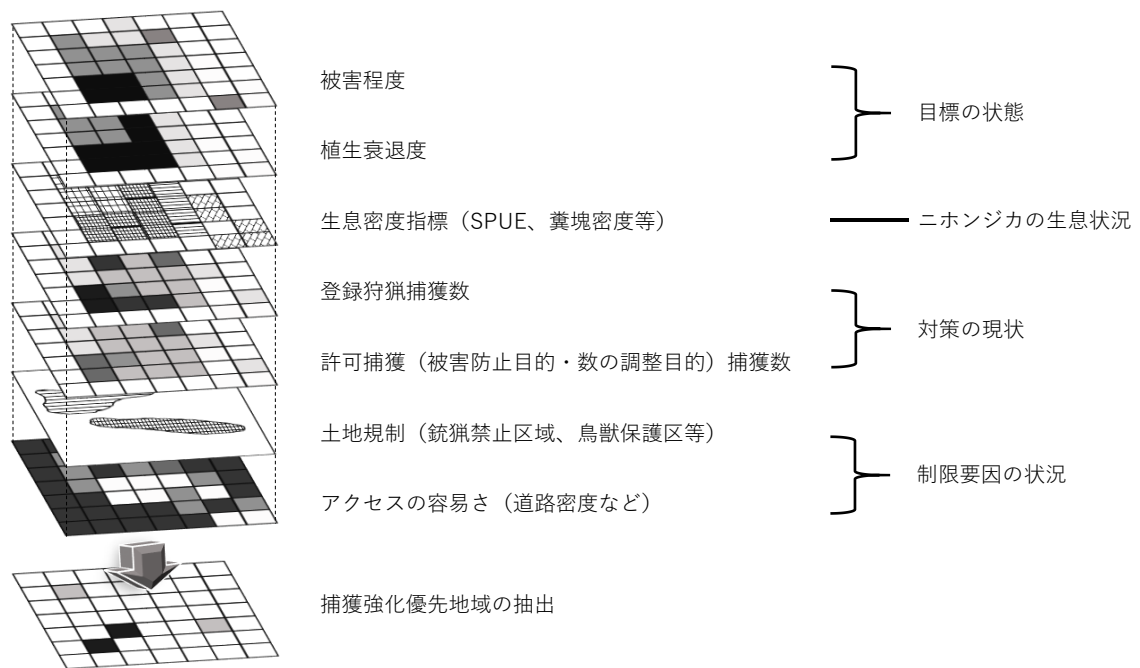 被害程度
目標の状態
植生衰退度
生息密度指標（SPUE、糞塊密度等）
ニホンジカの生息状況
登録狩猟捕獲数
対策の現状
許可捕獲（被害防止目的・数の調整目的）捕獲数
土地規制（銃猟禁止区域、鳥獣保護区等）
制限要因の状況
アクセスの容易さ（道路密度など）
捕獲強化優先地域の抽出